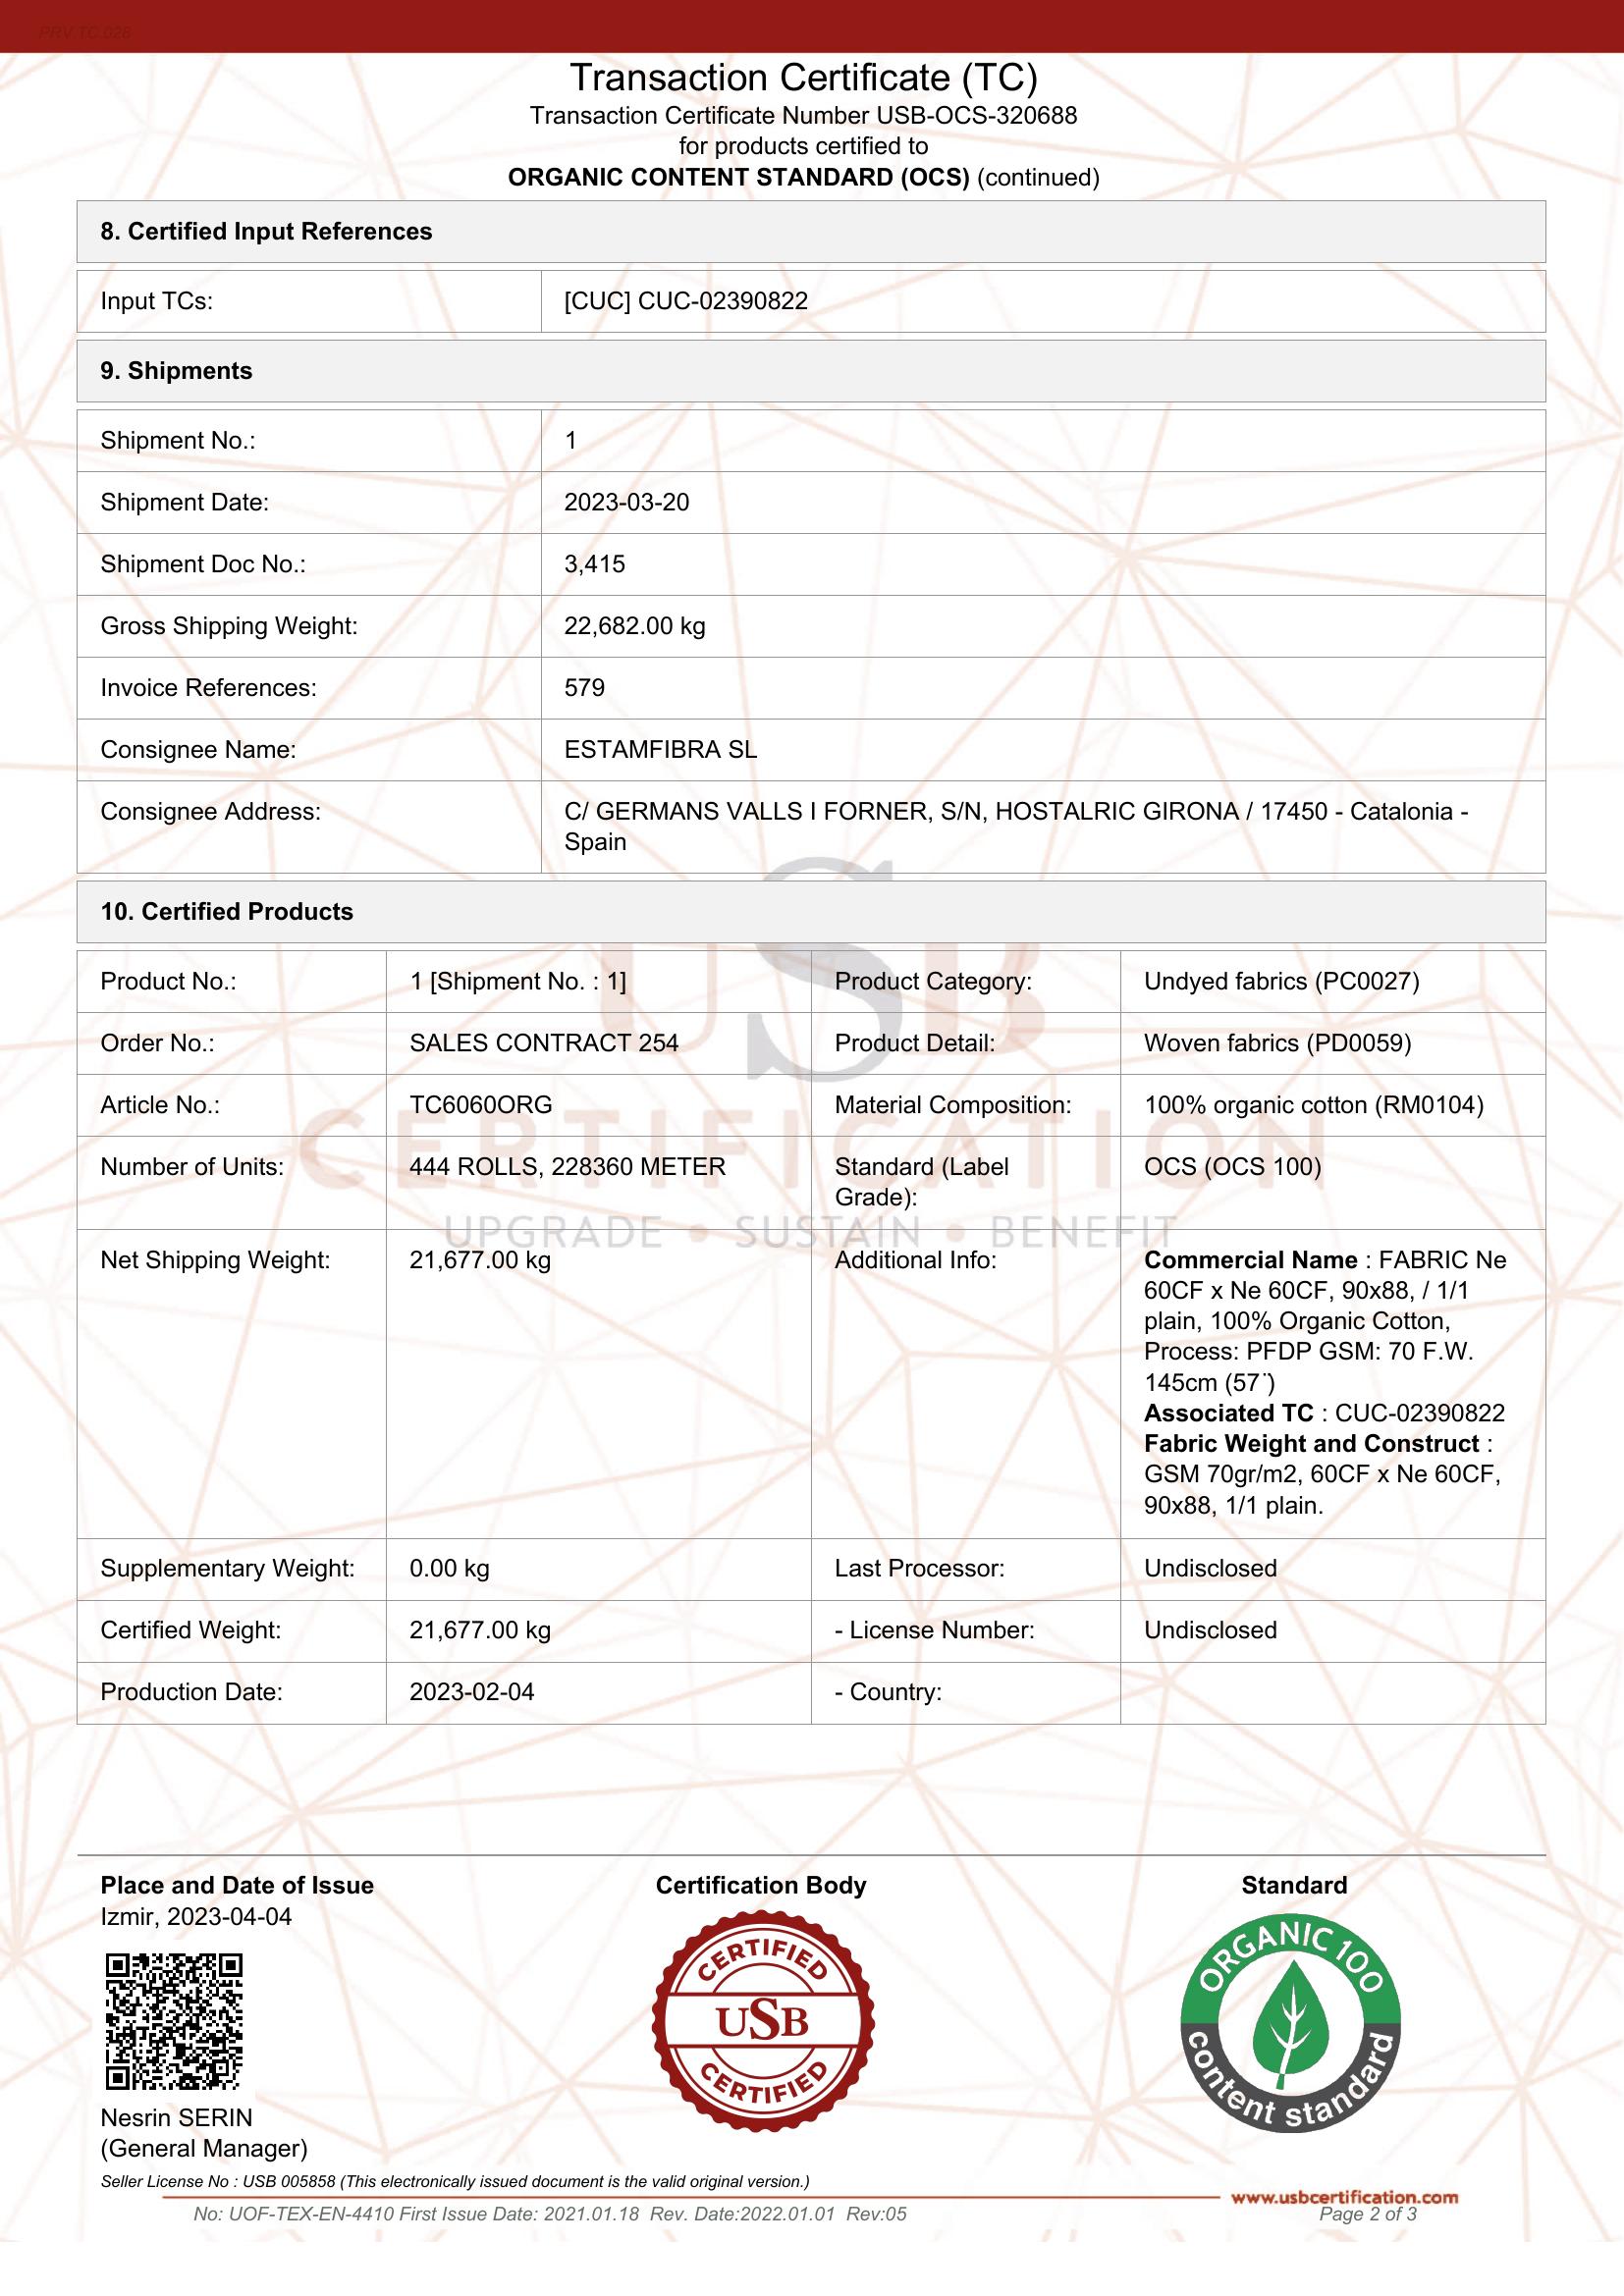 PRV TC.028
Transaction Certificate (TC)
Transaction Certificate Number USB-OCS-320688
for products certified to
ORGANIC CONTENT STANDARD (OCS) (continued)
8. Certified Input References
Input TCs: [CUC] CUC-02390822
9. Shipments
Shipment No.: 1
Shipment Date: 2023-03-20
Shipment Doc No.: 3,415
Gross Shipping Weight: 22,682.00 kg
Invoice References: 579
Consignee Name: ESTAMFIBRA SL
Consignee Address: C/ GERMANS VALLS I FORNER, S/N, HOSTALRIC GIRONA / 17450 - Catalonia -
Spain
10. Certified Products
Product No.: 1 [Shipment No. : 1] Product Category: Undyed fabrics (PC0027)
Order No.: SALES CONTRACT 254 Product Detail: Woven fabrics (PD0059)
Article No.: TC6060ORG Material Composition: 100% organic cotton (RM0104)
Number of Units: 444 ROLLS, 228360 METER Standard (Label OCS (OCS 100)
Grade):
Net Shipping Weight: 21,677.00 kg Additional Info: Commercial Name : FABRIC Ne
60CF x Ne 60CF, 90x88, / 1/1
plain, 100% Organic Cotton,
Process: PFDP GSM: 70 F.W.
145cm (57¨)
Associated TC : CUC-02390822
Fabric Weight and Construct :
GSM 70gr/m2, 60CF x Ne 60CF,
90x88, 1/1 plain.
Supplementary Weight: 0.00 kg Last Processor: Undisclosed
Certified Weight: 21,677.00 kg - License Number: Undisclosed
Production Date: 2023-02-04 - Country:
USB
CERTIFICATION
UPGRADE • SUSTAIN • BENEFIT
Place and Date of Issue
Izmir, 2023-04-04
Nesrin SERIN
(General Manager)
Certification Body
CERTIFIED
USB
CERTIFIED
Standard
ORGANIC 100
content standard
Seller License No : USB 005858 (This electronically issued document is the valid original version.)
www.usbcertification.com
No: UOF-TEX-EN-4410 First Issue Date: 2021.01.18 Rev. Date:2022.01.01 Rev:05
Page 2 of 3